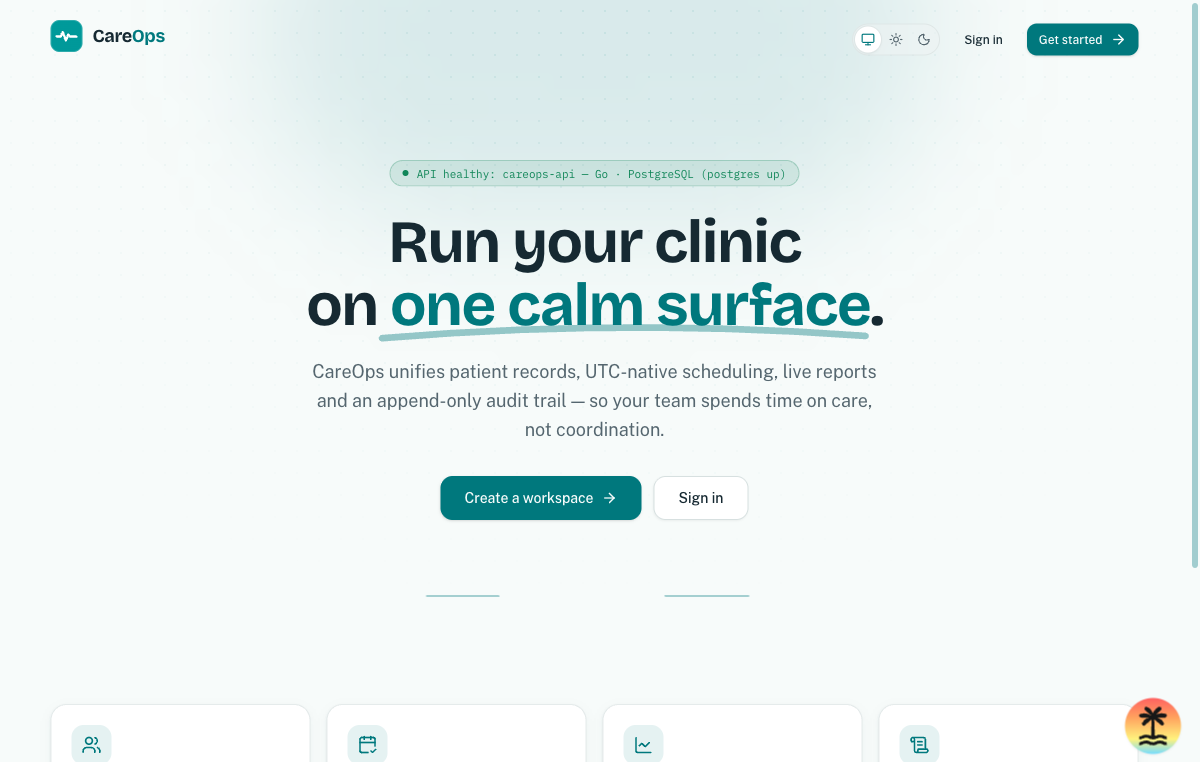 CareOps
Sign in
Get started
API healthy: careops-api — Go · PostgreSQL (postgres up)
Run your clinic
on one calm surface.
CareOps unifies patient records, UTC-native scheduling, live reports
and an append-only audit trail — so your team spends time on care,
not coordination.
Create a workspace
Sign in